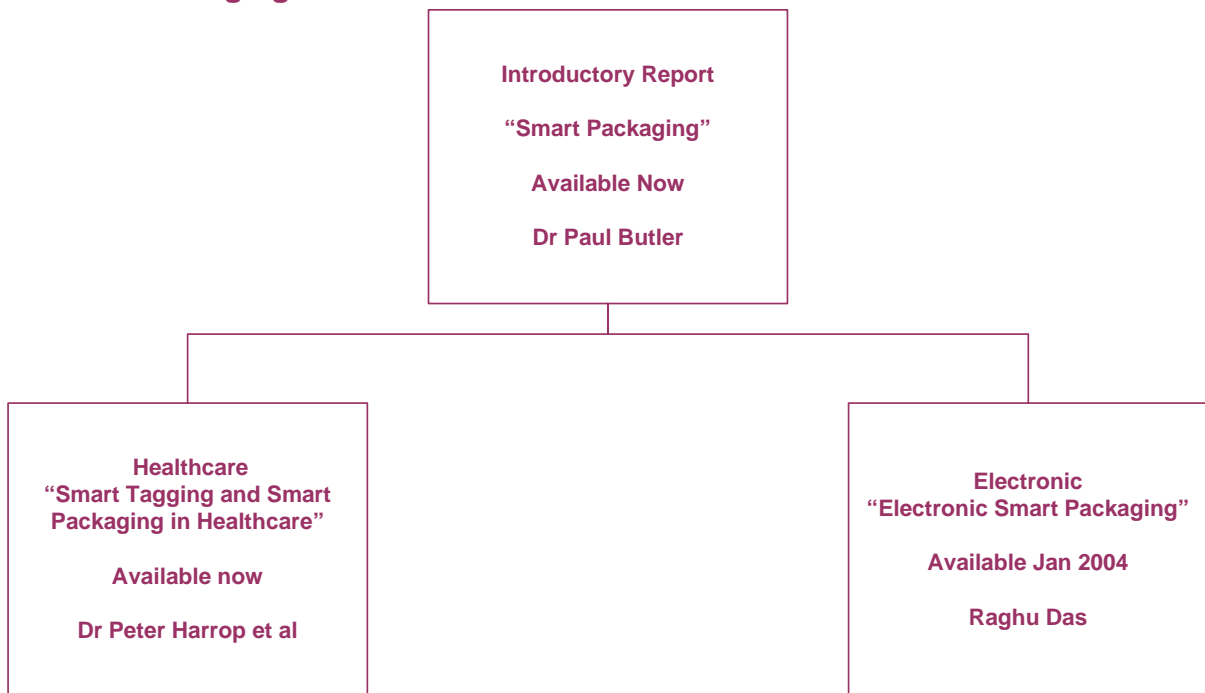 Introductory Report
“Smart Packaging”
Available Now
Dr Paul Butler
Healthcare
“Smart Tagging and Smart
Packaging in Healthcare”
Available now
Dr Peter Harrop et al
Electronic
“Electronic Smart Packaging”
Available Jan 2004
Raghu Das